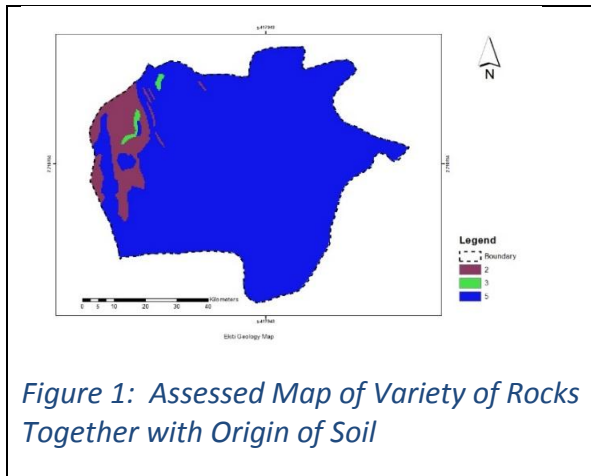 N
Legend
Boundary
2
3
5
Kilometers
0 5 10 20 30 40
Ekiti Geology Map
Figure 1: Assessed Map of Variety of Rocks
Together with Origin of Soil